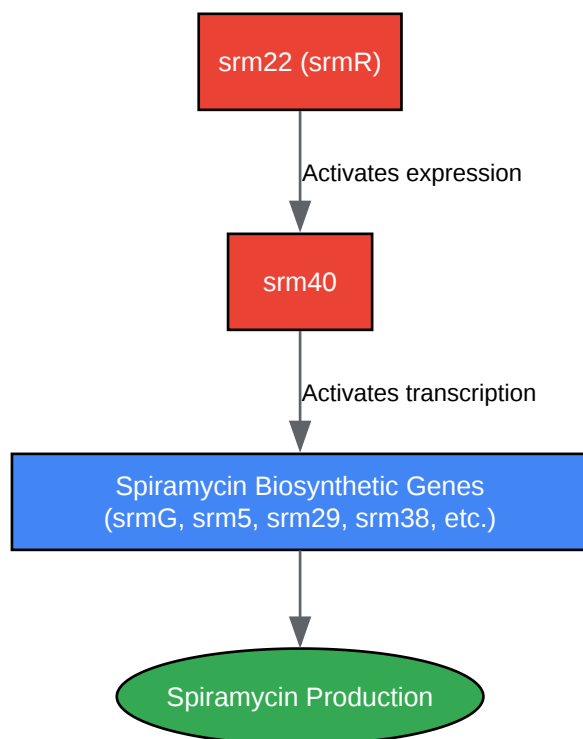 srm22 (srmR)
Activates expression
srm40
Activates transcription
Spiramycin Biosynthetic Genes
(srmG, srm5, srm29, srm38, etc.)
Spiramycin Production